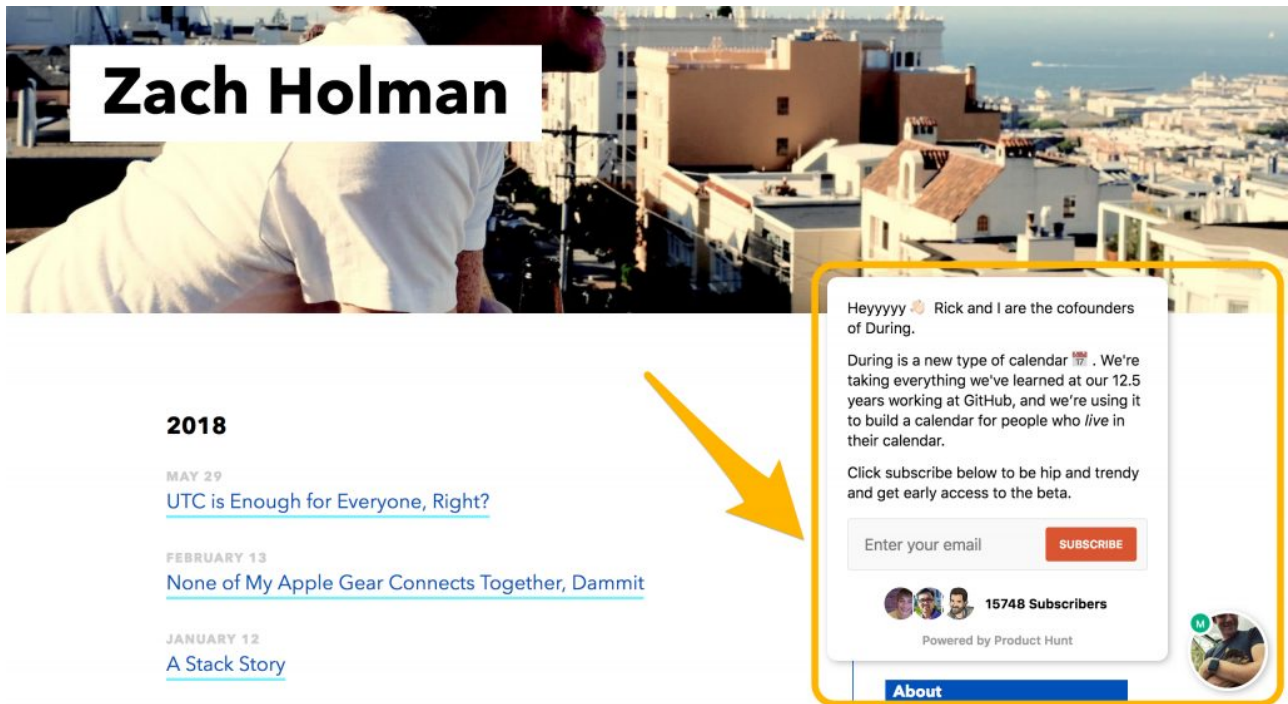 Zach Holman
2018
MAY 29
UTC is Enough for Everyone, Right?
FEBRUARY 13
None of My Apple Gear Connects Together, Dammit
JANUARY 12
A Stack Story
Heyyyyy 👋🏻 Rick and I are the cofounders
of During.
During is a new type of calendar 📅 . We're
taking everything we've learned at our 12.5
years working at GitHub, and we're using it
to build a calendar for people who live in
their calendar.
Click subscribe below to be hip and trendy
and get early access to the beta.
Enter your email
SUBSCRIBE
15748 Subscribers
Powered by Product Hunt
M
About